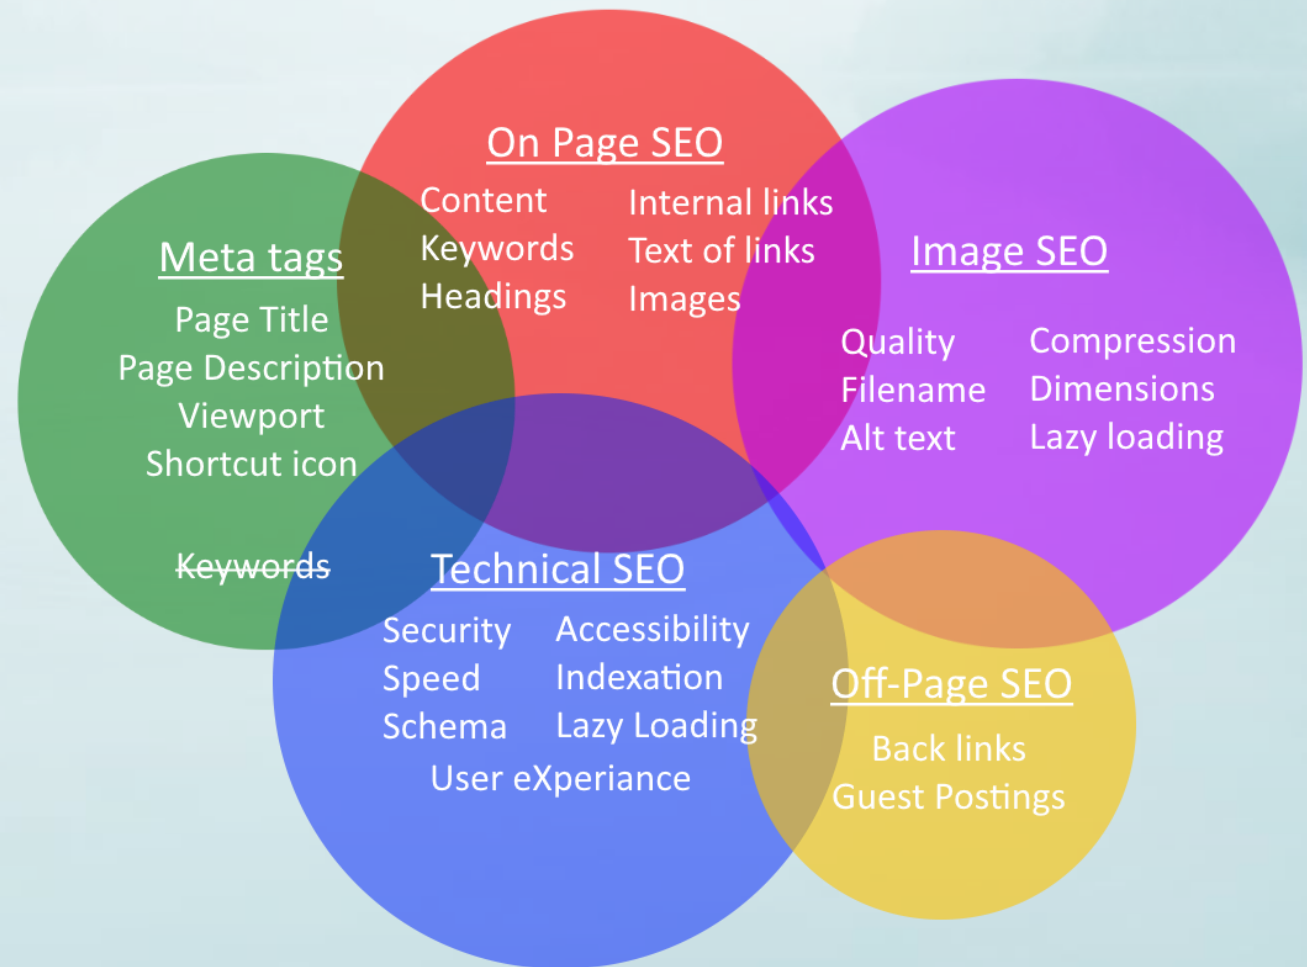 On Page SEO
Content
Keywords
Headings
Internal links
Text of links
Images
Meta tags
Page Title
Page Description
Viewport
Shortcut icon
Keywords
Image SEO
Quality
Filename
Alt text
Compression
Dimensions
Lazy loading
Technical SEO
Security
Speed
Schema
Accessibility
Indexation
Lazy Loading
User eXperiance
Off-Page SEO
Back links
Guest Postings